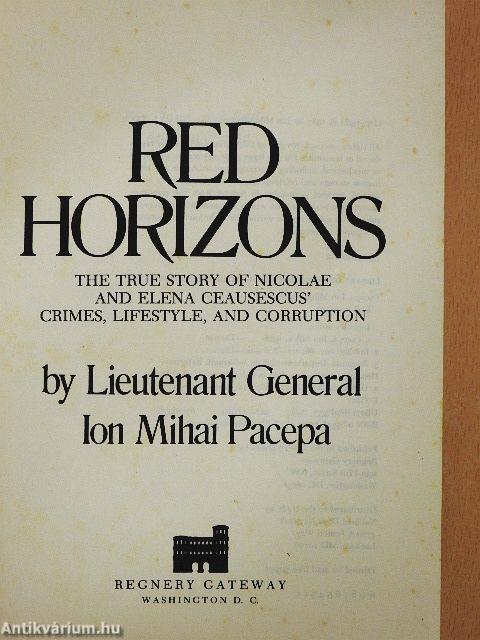 RED
HORIZONS
THE TRUE STORY OF NICOLAE
AND ELENA CEAUSESCUS'
CRIMES, LIFESTYLE, AND CORRUPTION
by Lieutenant General
Ion Mihai Pacepa
REGNERY GATEWAY
WASHINGTON D. C.
Antikvárium.hu